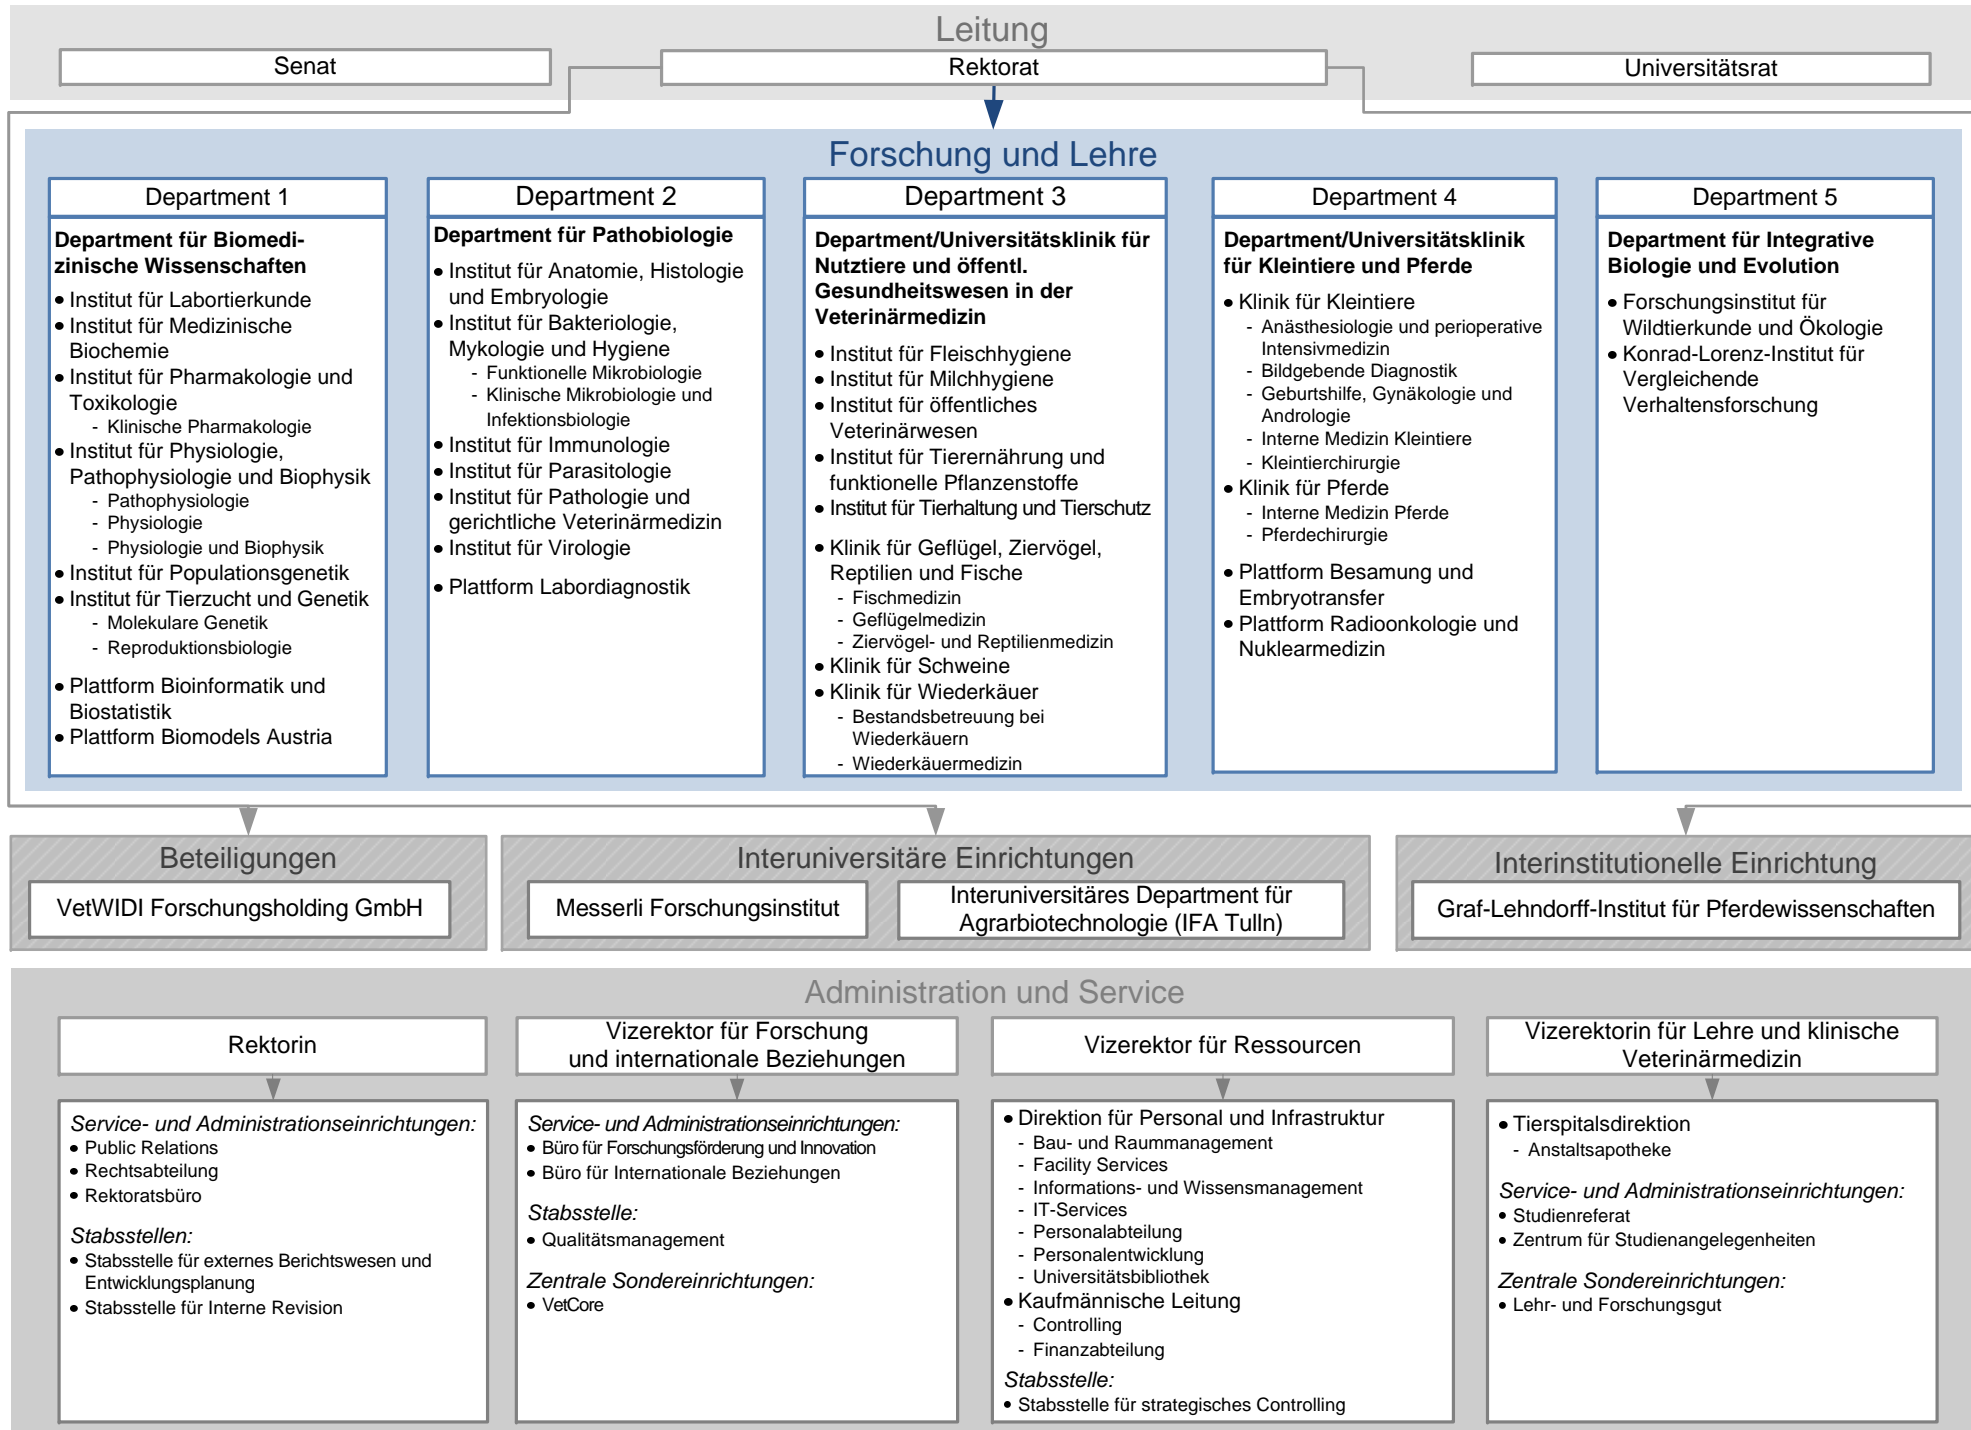 Leitung
Senat
Rektorat
Universitätsrat
Forschung und Lehre
Department 1
Department für Biomedi-
zinische Wissenschaften
• Institut für Labortierkunde
• Institut für Medizinische
Biochemie
• Institut für Pharmakologie und
Toxikologie
- Klinische Pharmakologie
• Institut für Physiologie,
Pathophysiologie und Biophysik
- Pathophysiologie
- Physiologie
- Physiologie und Biophysik
• Institut für Populationsgenetik
• Institut für Tierzucht und Genetik
- Molekulare Genetik
- Reproduktionsbiologie
• Plattform Bioinformatik und
Biostatistik
• Plattform Biomodels Austria
Department 2
Department für Pathobiologie
• Institut für Anatomie, Histologie
und Embryologie
• Institut für Bakteriologie,
Mykologie und Hygiene
- Funktionelle Mikrobiologie
- Klinische Mikrobiologie und
Infektionsbiologie
• Institut für Immunologie
• Institut für Parasitologie
• Institut für Pathologie und
gerichtliche Veterinärmedizin
• Institut für Virologie
• Plattform Labordiagnostik
Department 3
Department/Universitätsklinik für
Nutztiere und öffentl.
Gesundheitswesen in der
Veterinärmedizin
• Institut für Fleischhygiene
• Institut für Milchhygiene
• Institut für öffentliches
Veterinärwesen
• Institut für Tierernährung und
funktionelle Pflanzenstoffe
• Institut für Tierhaltung und Tierschutz
• Klinik für Geflügel, Ziervögel,
Reptilien und Fische
- Fischmedizin
- Geflügelmedizin
- Ziervögel- und Reptilienmedizin
• Klinik für Schweine
• Klinik für Wiederkäuer
- Bestandsbetreuung bei
Wiederkäuern
- Wiederkäuermedizin
Department 4
Department/Universitätsklinik
für Kleintiere und Pferde
• Klinik für Kleintiere
- Anästhesiologie und perioperative
Intensivmedizin
- Bildgebende Diagnostik
- Geburtshilfe, Gynäkologie und
Andrologie
- Interne Medizin Kleintiere
- Kleintierchirurgie
• Klinik für Pferde
- Interne Medizin Pferde
- Pferdechirurgie
• Plattform Besamung und
Embryotransfer
• Plattform Radioonkologie und
Nuklearmedizin
Department 5
Department für Integrative
Biologie und Evolution
• Forschungsinstitut für
Wildtierkunde und Ökologie
• Konrad-Lorenz-Institut für
Vergleichende
Verhaltensforschung
Beteiligungen
VetWIDI Forschungsholding GmbH
Interuniversitäre Einrichtungen
Messerli Forschungsinstitut
Interuniversitäres Department für
Agrarbiotechnologie (IFA Tulln)
Interinstitutionelle Einrichtung
Graf-Lehndorff-Institut für Pferdewissenschaften
Administration und Service
Rektorin
Service- und Administrationseinrichtungen:
• Public Relations
• Rechtsabteilung
• Rektoratsbüro
Stabsstellen:
• Stabsstelle für externes Berichtswesen und
Entwicklungsplanung
• Stabsstelle für Interne Revision
Vizerektor für Forschung
und internationale Beziehungen
Service- und Administrationseinrichtungen:
• Büro für Forschungsförderung und Innovation
• Büro für Internationale Beziehungen
Stabsstelle:
• Qualitätsmanagement
Zentrale Sondereinrichtungen:
• VetCore
Vizerektor für Ressourcen
• Direktion für Personal und Infrastruktur
- Bau- und Raummanagement
- Facility Services
- Informations- und Wissensmanagement
- IT-Services
- Personalabteilung
- Personalentwicklung
- Universitätsbibliothek
• Kaufmännische Leitung
- Controlling
- Finanzabteilung
Stabsstelle:
• Stabsstelle für strategisches Controlling
Vizerektorin für Lehre und klinische
Veterinärmedizin
• Tierspitalsdirektion
- Anstaltsapotheke
Service- und Administrationseinrichtungen:
• Studienreferat
• Zentrum für Studienangelegenheiten
Zentrale Sondereinrichtungen:
• Lehr- und Forschungsgut